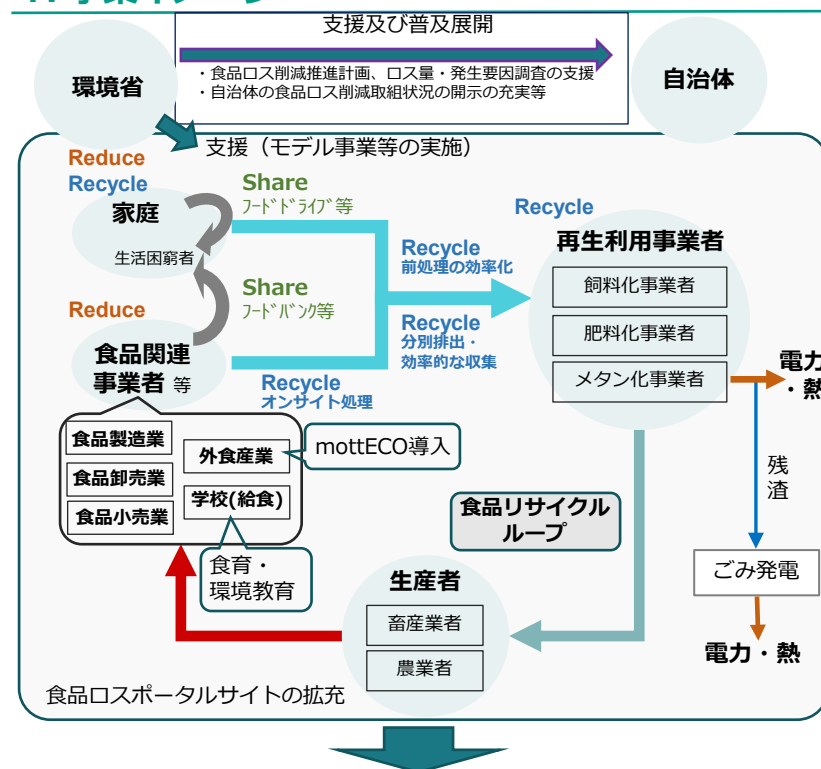 支援及び普及展開
環境省
・食品ロス削減推進計画、ロス量・発生要因調査の支援
・自治体の食品ロス削減取組状況の開示の充実等
自治体
支援（モデル事業等の実施）
Reduce
Recycle
家庭
生活困窮者
Share
ﾌｰﾄﾞﾄﾞﾗｲﾌﾞ等
Share
ﾌｰﾄﾞﾊﾞﾝｸ等
Reduce
食品関連
事業者 等
Recycle
前処理の効率化
Recycle
分別排出・
効率的な収集
Recycle
オンサイト処理
Recycle
再生利用事業者
飼料化事業者
肥料化事業者
メタン化事業者
電力
・熱
残
渣
ごみ発電
電力・熱
食品製造業
食品卸売業
食品小売業
外食産業
学校(給食)
mottECO導入
食育・
環境教育
食品リサイクル
ループ
生産者
畜産業者
農業者
食品ロスポータルサイトの拡充